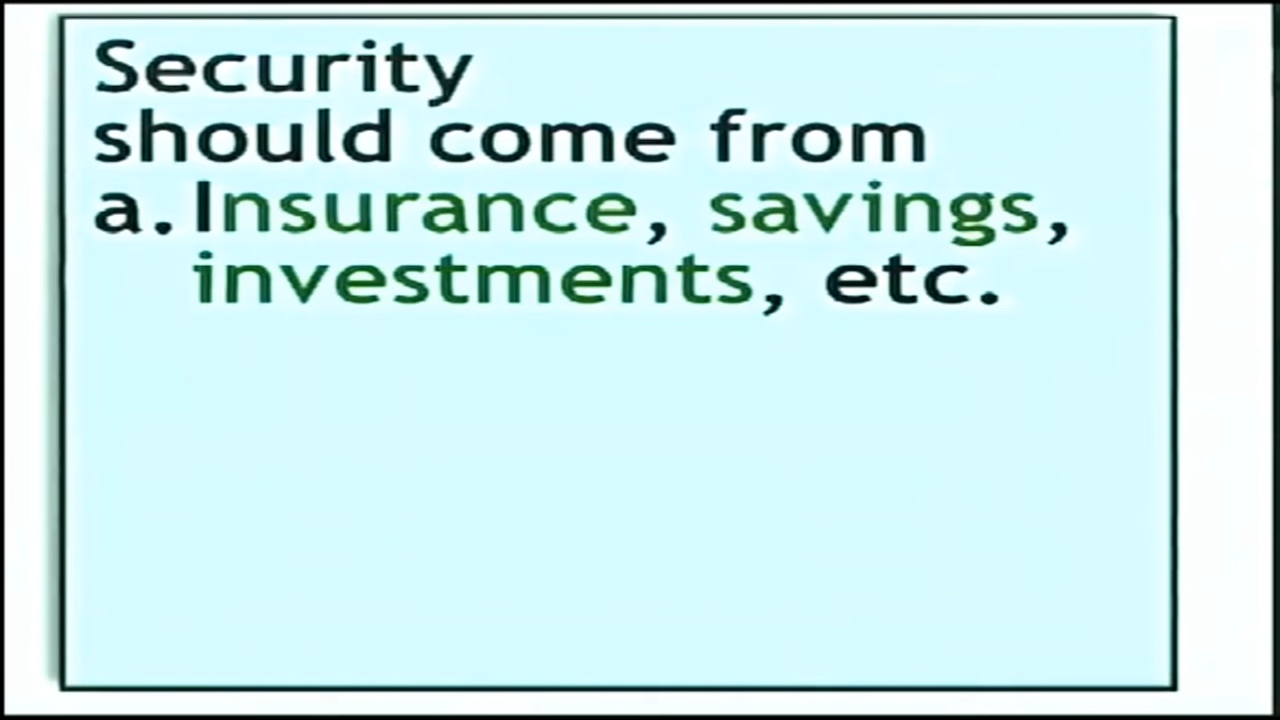 Security
should come from
a. Insurance, savings,
investments, etc.